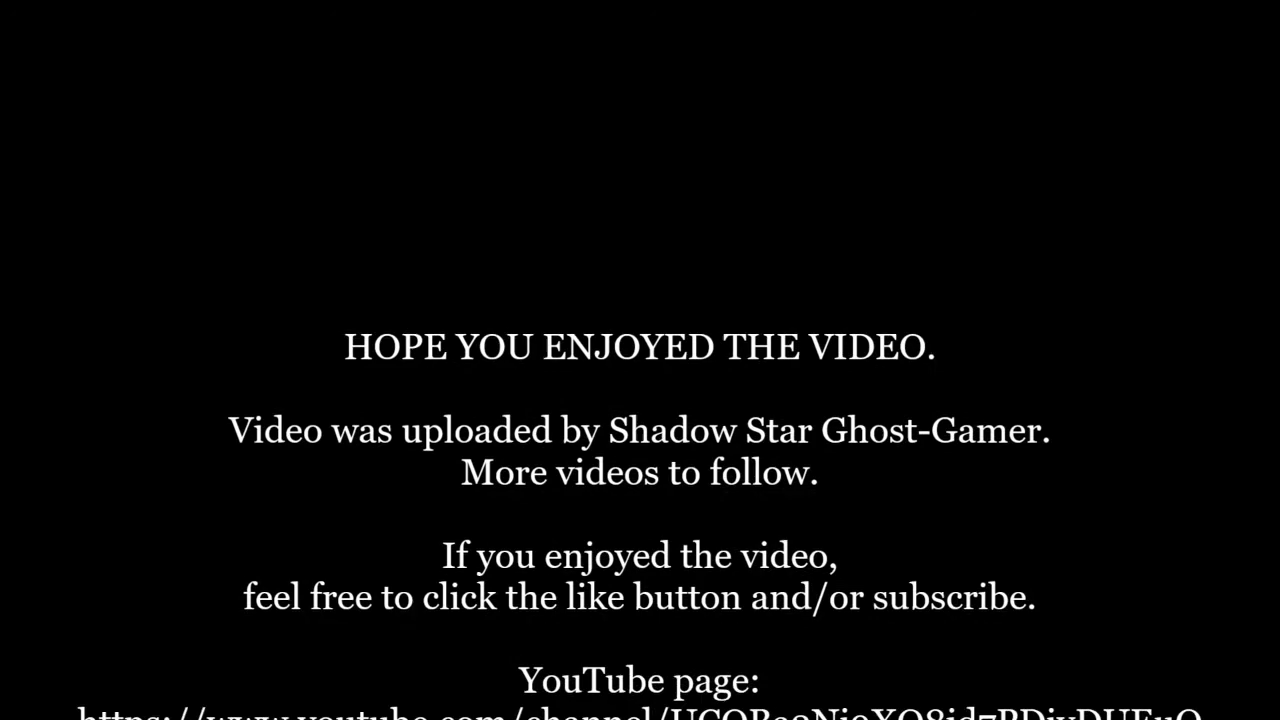 HOPE YOU ENJOYED THE VIDEO.
Video was uploaded by Shadow Star Ghost-Gamer.
More videos to follow.
If you enjoyed the video,
feel free to click the like button and/or subscribe.
YouTube page: